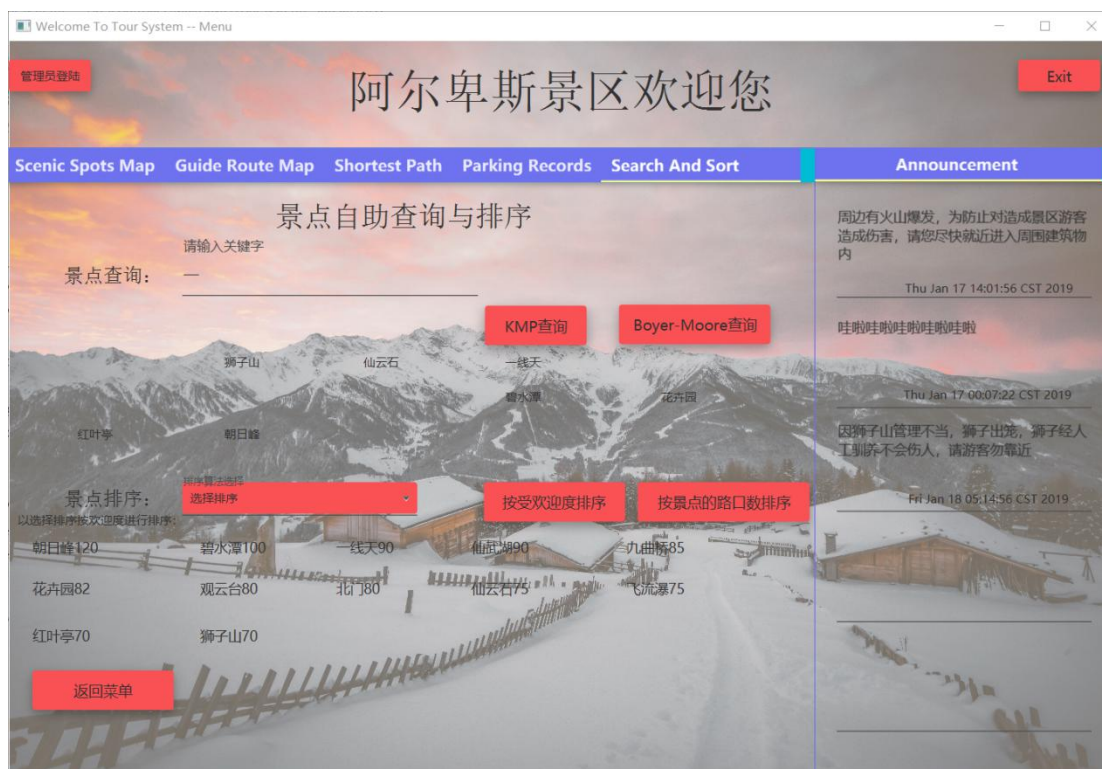 Welcome To Tour System -- Menu
管理员登陆
阿尔卑斯景区欢迎您
Exit
Scenic Spots Map Guide Route Map Shortest Path Parking Records Search And Sort
Announcement
景点自助查询与排序
请输入关键字
景点查询： 一
KMP查询 Boyer-Moore查询
狮子山 仙云石 一线天
碧水潭 花卉园
红叶亭 朝日峰
排序算法选择
景点排序： 选择排序 按受欢迎度排序 按景点的路口数排序
以选择排序按欢迎度进行排序：
朝日峰120 碧水潭100 一线天90 仙武湖90 九曲桥85
花卉园82 观云台80 北门80 仙云石75 飞流瀑75
红叶亭70 狮子山70
返回菜单
周边有火山爆发，为防止对造成景区游客
造成伤害，请您尽快就近进入周围建筑物
内
Thu Jan 17 14:01:56 CST 2019
哇啦哇啦哇啦哇啦哇啦
Thu Jan 17 00:07:22 CST 2019
因狮子山管理不当，狮子出笼，狮子经人
工驯养不会伤人，请游客勿靠近
Fri Jan 18 05:14:56 CST 2019